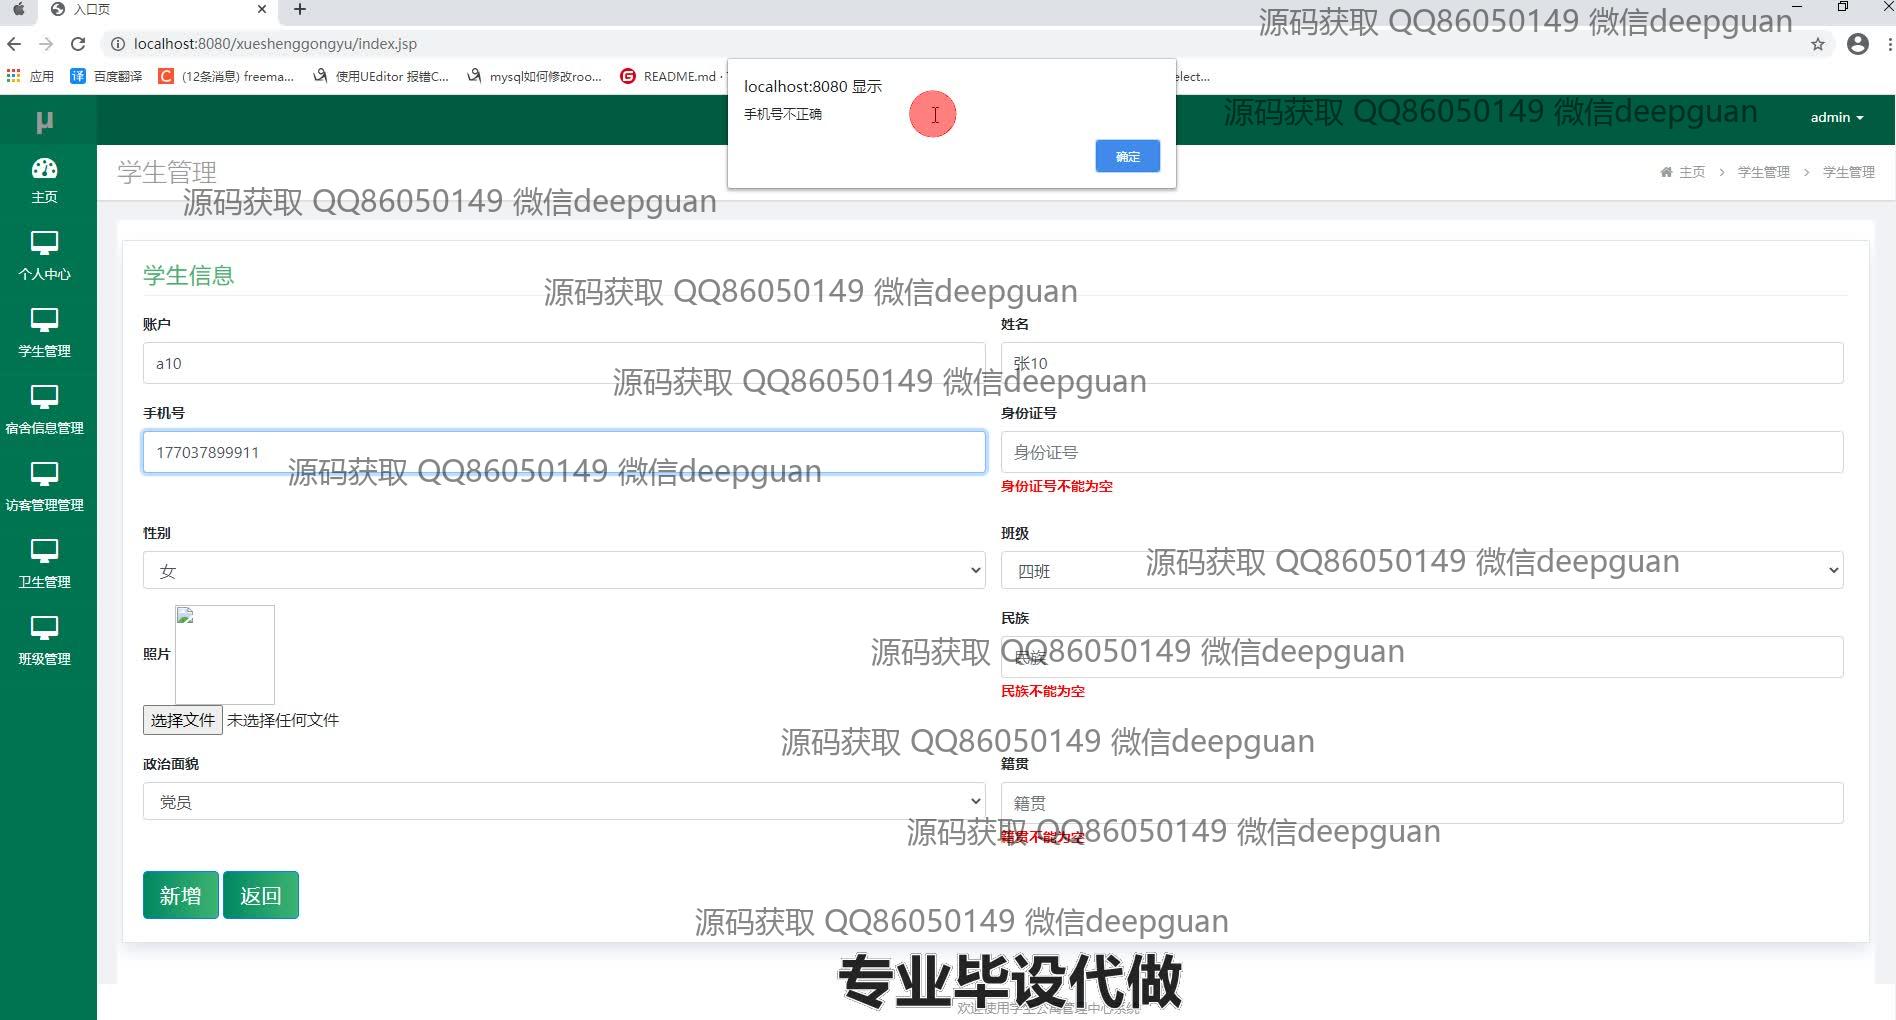 入口页
源码获取 QQ86050149 微信deepguan
localhost:8080/xueshenggongyu/index.jsp
应用 百度翻译 (12条消息) freema... 使用UEditor 报错C... mysql如何修改roo... README.md · elect...
localhost:8080 显示
手机号不正确
确定
源码获取 QQ86050149 微信deepguan
admin
μ
学生管理
主页 > 学生管理 > 学生管理
源码获取 QQ86050149 微信deepguan
主页
个人中心
学生管理
宿舍信息管理
访客管理管理
卫生管理
班级管理
学生信息
源码获取 QQ86050149 微信deepguan
账户 姓名
a10 张10
源码获取 QQ86050149 微信deepguan
手机号 身份证号
177037899911 身份证号
源码获取 QQ86050149 微信deepguan
身份证号不能为空
性别 班级
女 四班
源码获取 QQ86050149 微信deepguan
照片 民族
民族
源码获取 QQ86050149 微信deepguan
民族不能为空
选择文件 未选择任何文件
源码获取 QQ86050149 微信deepguan
政治面貌 籍贯
党员 籍贯
源码获取 QQ86050149 微信deepguan
籍贯不能为空
新增 返回
源码获取 QQ86050149 微信deepguan
专业毕设代做
欢迎使用学生公寓管理中心系统